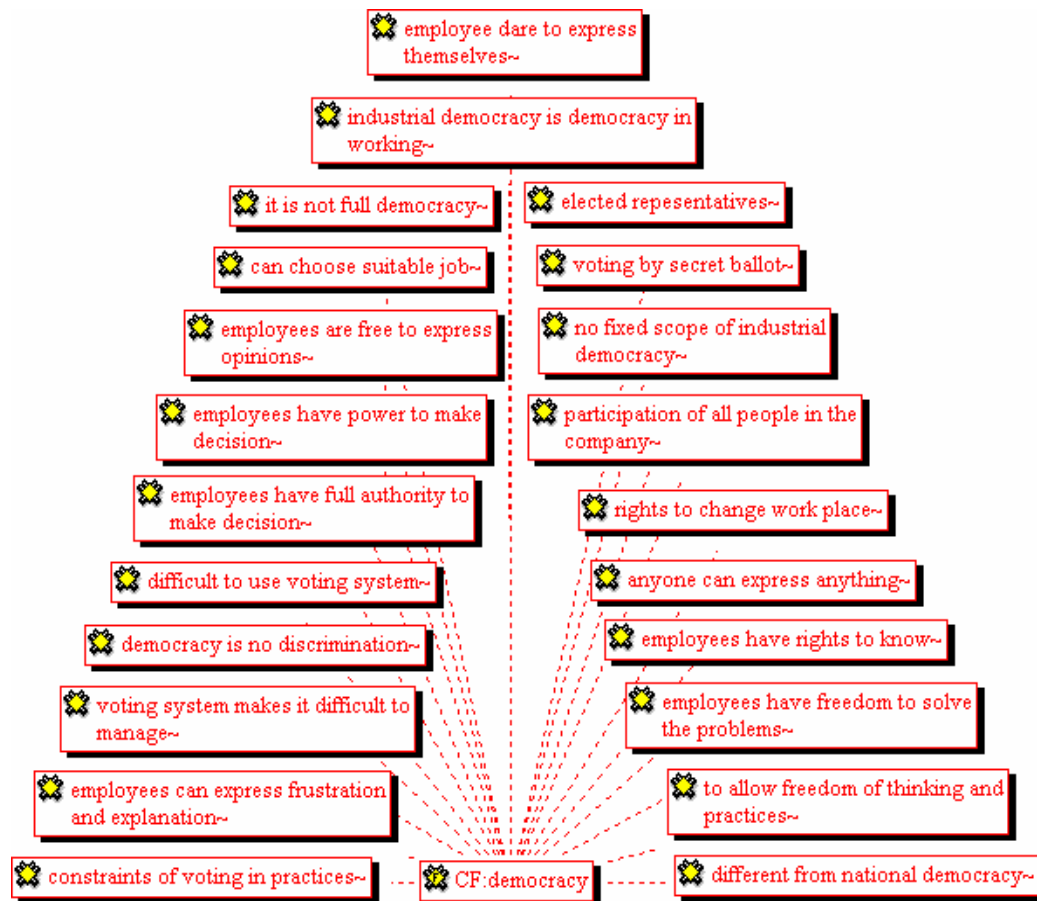 employee dare to express
themselves~
industrial democracy is democracy in
working~
it is not full democracy~
elected repesentatives~
can choose suitable job~
voting by secret ballot~
employees are free to express
opinions~
no fixed scope of industrial
democracy~
employees have power to make
decision~
participation of all people in the
company~
employees have full authority to
make decision~
rights to change work place~
difficult to use voting system~
anyone can express anything~
democracy is no discrimination~
employees have rights to know~
voting system makes it difficult to
manage~
employees have freedom to solve
the problems~
employees can express frustration
and explanation~
to allow freedom of thinking and
practices~
constraints of voting in practices~
CF:democracy
different from national democracy~